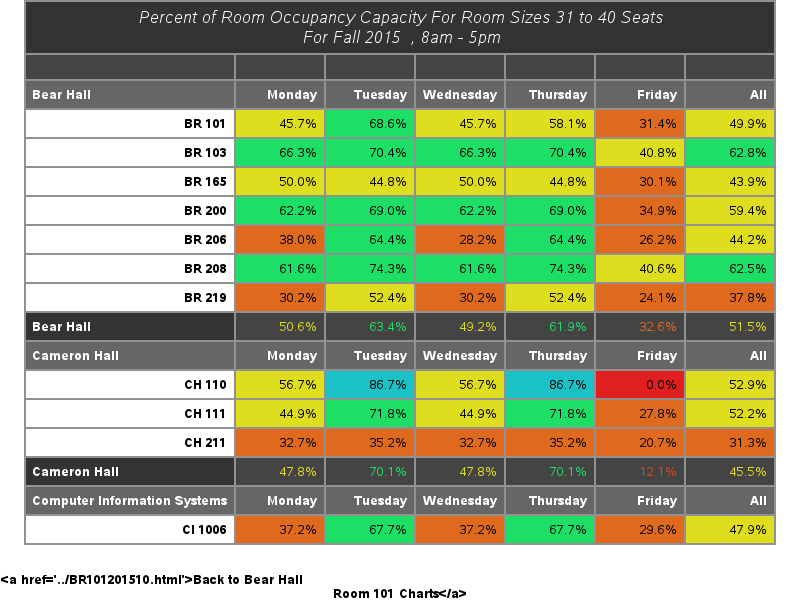 Percent of Room Occupancy Capacity For Room Sizes 31 to 40 Seats
For Fall 2015 , 8am - 5pm
Bear Hall Monday Tuesday Wednesday Thursday Friday All
BR 101 45.7% 68.6% 45.7% 58.1% 31.4% 49.9%
BR 103 66.3% 70.4% 66.3% 70.4% 40.8% 62.8%
BR 165 50.0% 44.8% 50.0% 44.8% 30.1% 43.9%
BR 200 62.2% 69.0% 62.2% 69.0% 34.9% 59.4%
BR 206 38.0% 64.4% 28.2% 64.4% 26.2% 44.2%
BR 208 61.6% 74.3% 61.6% 74.3% 40.6% 62.5%
BR 219 30.2% 52.4% 30.2% 52.4% 24.1% 37.8%
Bear Hall 50.6% 63.4% 49.2% 61.9% 32.6% 51.5%
Cameron Hall Monday Tuesday Wednesday Thursday Friday All
CH 110 56.7% 86.7% 56.7% 86.7% 0.0% 52.9%
CH 111 44.9% 71.8% 44.9% 71.8% 27.8% 52.2%
CH 211 32.7% 35.2% 32.7% 35.2% 20.7% 31.3%
Cameron Hall 47.8% 70.1% 47.8% 70.1% 12.1% 45.5%
Computer Information Systems Monday Tuesday Wednesday Thursday Friday All
CI 1006 37.2% 67.7% 37.2% 67.7% 29.6% 47.9%
<a href='../BR101201510.html'>Back to Bear Hall
Room 101 Charts</a>